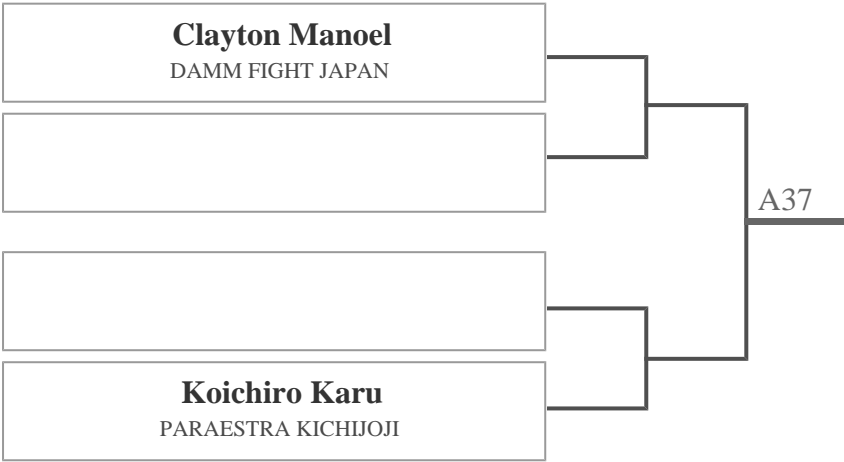 Clayton Manoel
DAMM FIGHT JAPAN
A37
Koichiro Karu
PARAESTRA KICHIJOJI